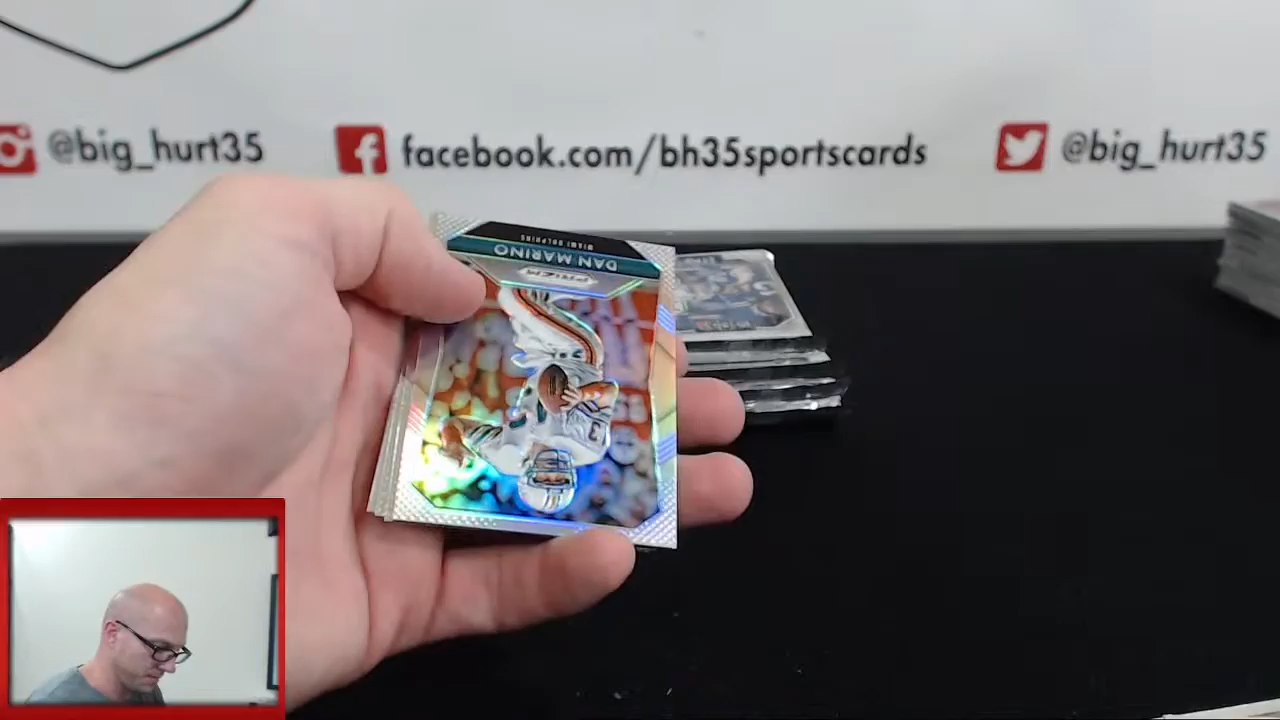 @big_hurt35
facebook.com/bh35sportscards
@big_hurt35
MIAMI DOLPHINS
DAN MARINO
PRIZM